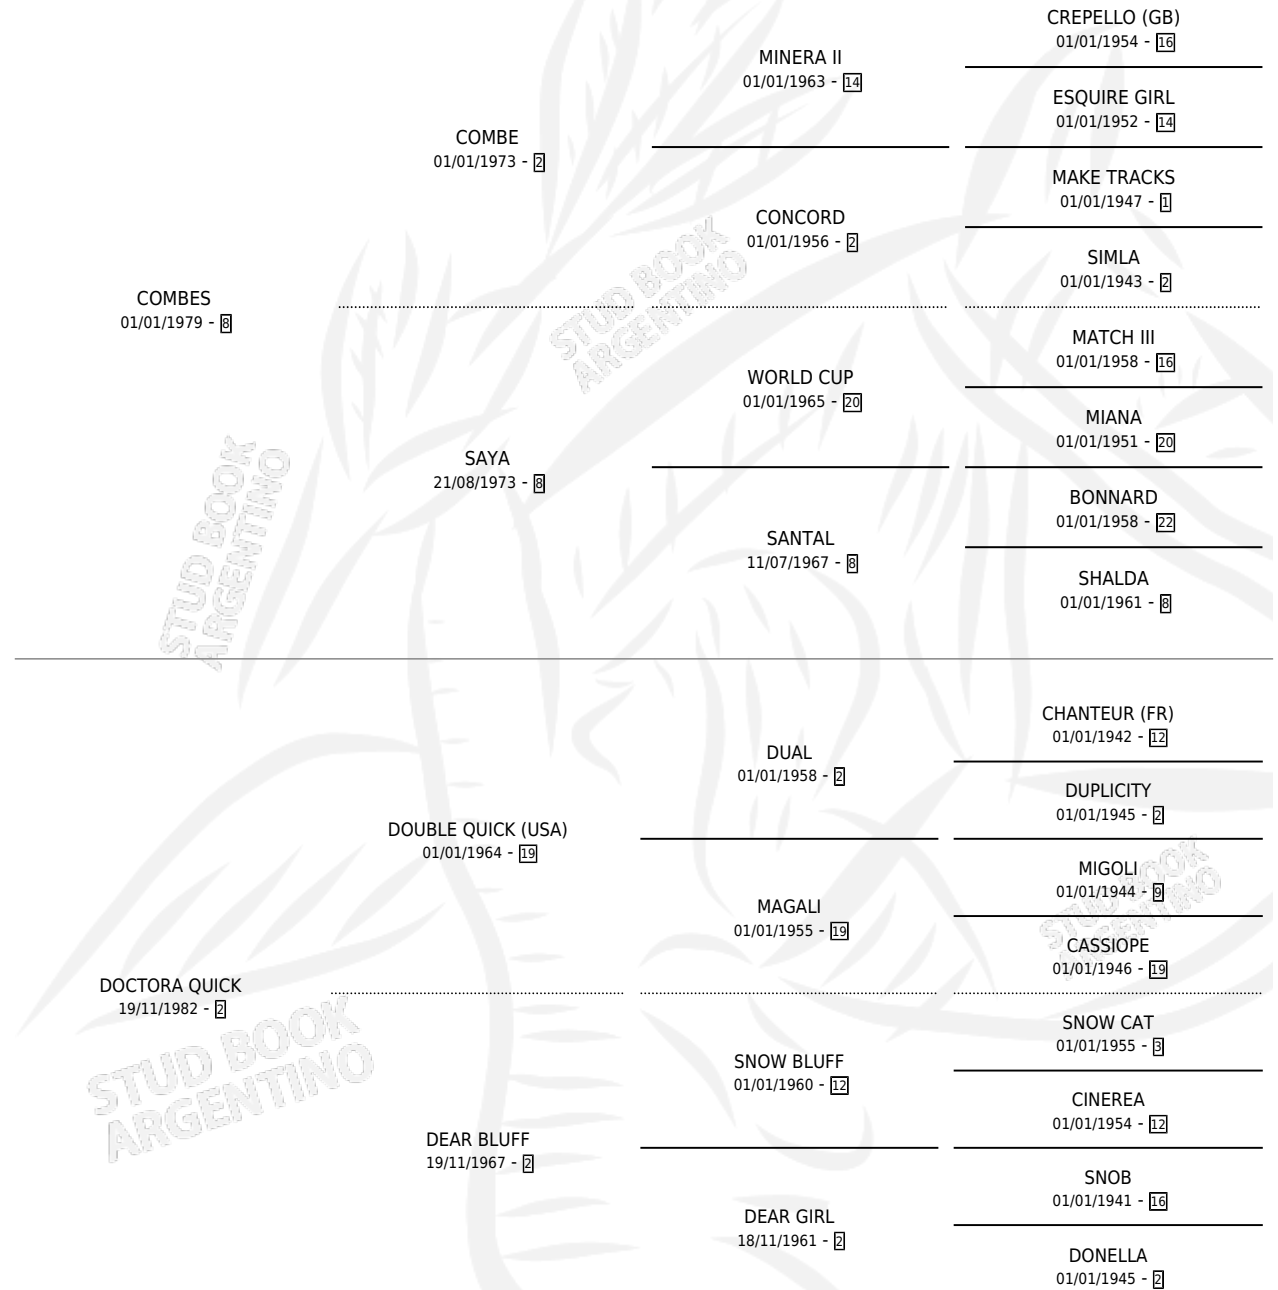 CREPELLO (GB)
01/01/1954 - 16
MINERA II
01/01/1963 - 14
ESQUIRE GIRL
01/01/1952 - 14
COMBE
01/01/1973 - 2
MAKE TRACKS
01/01/1947 - 1
CONCORD
01/01/1956 - 2
SIMLA
01/01/1943 - 2
COMBES
01/01/1979 - 8
MATCH III
01/01/1958 - 16
WORLD CUP
01/01/1965 - 20
MIANA
01/01/1951 - 20
SAYA
21/08/1973 - 8
BONNARD
01/01/1958 - 22
SANTAL
11/07/1967 - 8
SHALDA
01/01/1961 - 8
STUD BOOK
ARGENTINO
STUD BOOK
ARGENTINO
CHANTEUR (FR)
01/01/1942 - 12
DUAL
01/01/1958 - 2
DUPLICITY
01/01/1945 - 2
DOUBLE QUICK (USA)
01/01/1964 - 19
MIGOLI
01/01/1944 - 9
MAGALI
01/01/1955 - 19
CASSIOPE
01/01/1946 - 19
DOCTORA QUICK
19/11/1982 - 2
SNOW CAT
01/01/1955 - 3
SNOW BLUFF
01/01/1960 - 12
CINEREA
01/01/1954 - 12
DEAR BLUFF
19/11/1967 - 2
SNOB
01/01/1941 - 16
DEAR GIRL
18/11/1961 - 2
DONELLA
01/01/1945 - 2
STUD BOOK
ARGENTINO
STUD BOOK
ARGENTINO